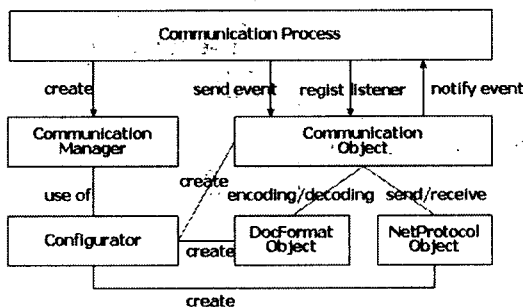 Communication Process
create
send event
regist listener
notify event
Communication
Manager
Communication
Object
use of
create
encoding/decoding
send/receive
Configurator
create
DocFormat
Object
NetProtocol
Object
create